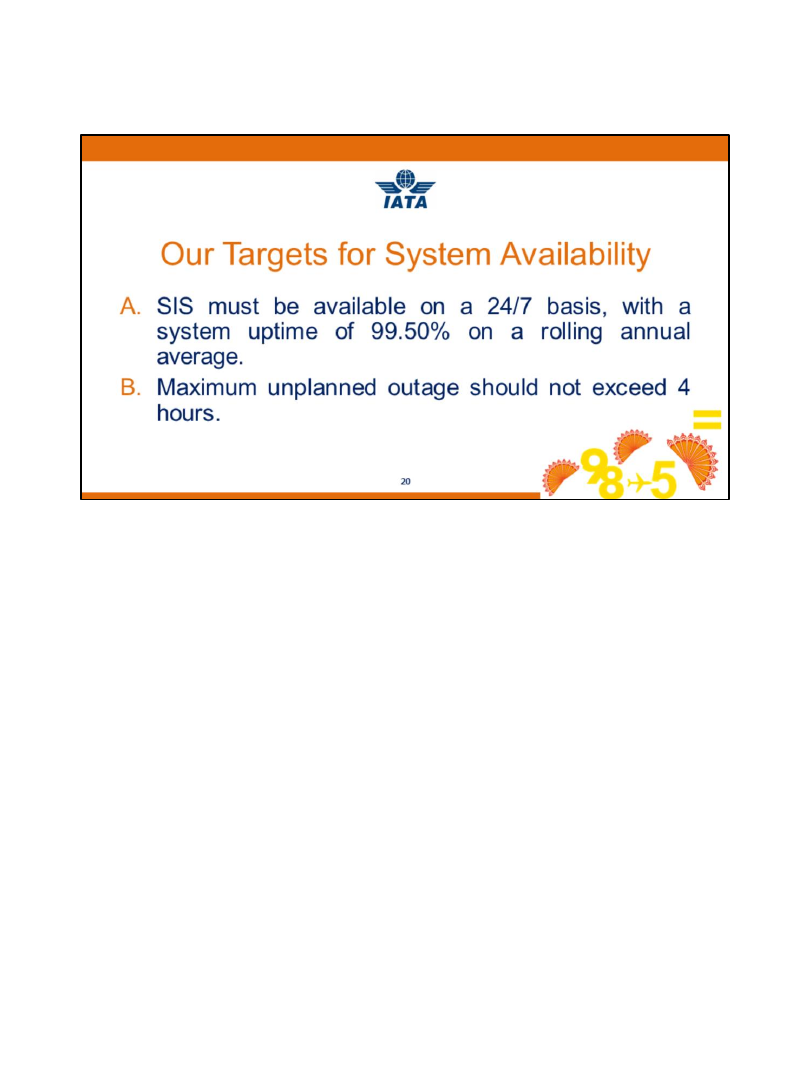 IATA
Our Targets for System Availability
A. SIS must be available on a 24/7 basis, with a
system uptime of 99.50% on a rolling annual
average.
B. Maximum unplanned outage should not exceed 4
hours.
=
98✈5
20